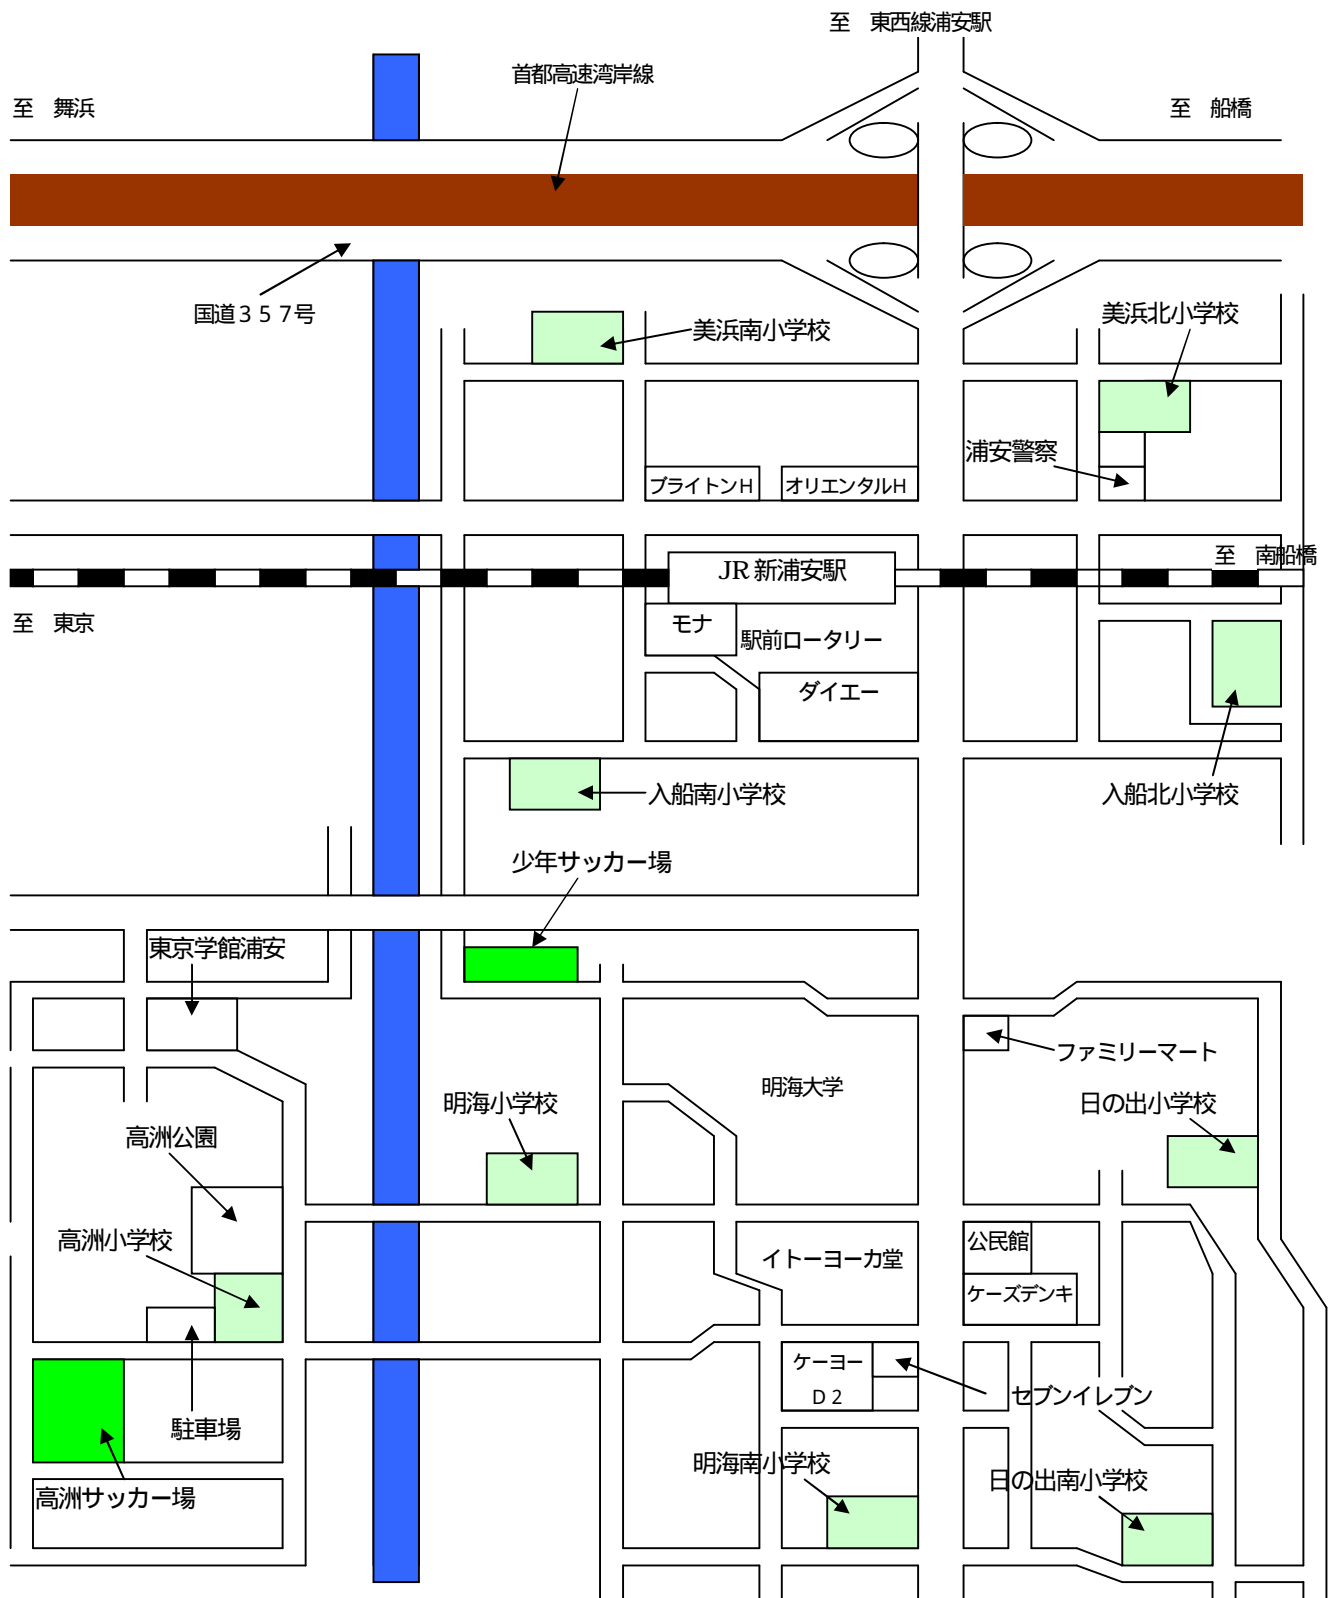 至　東西線浦安駅
首都高速湾岸線
至　舞浜
至　船橋
国道３５７号
美浜南小学校
美浜北小学校
浦安警察
ブライトンＨ
オリエンタルＨ
至　南船橋
JR 新浦安駅
至　東京
モナ
駅前ロータリー
ダイエー
入船南小学校
入船北小学校
少年サッカー場
東京学館浦安
ファミリーマート
明海大学
明海小学校
日の出小学校
高洲公園
高洲小学校
イトーヨーカ堂
公民館
ケーズデンキ
ケーヨー
Ｄ２
セブンイレブン
駐車場
明海南小学校
日の出南小学校
高洲サッカー場